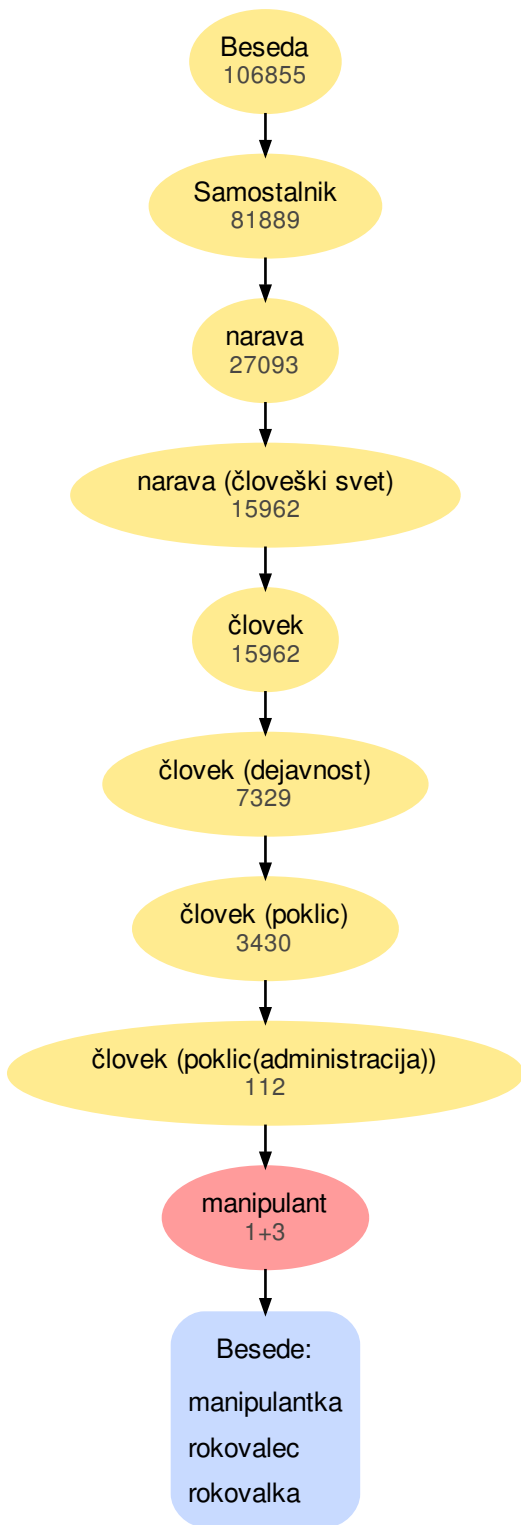 Beseda
106855
Samostalnik
81889
narava
27093
narava (človeški svet)
15962
človek
15962
človek (dejavnost)
7329
človek (poklic)
3430
človek (poklic(administracija))
112
manipulant
1+3
Besede:
manipulantka
rokovalec
rokovalka